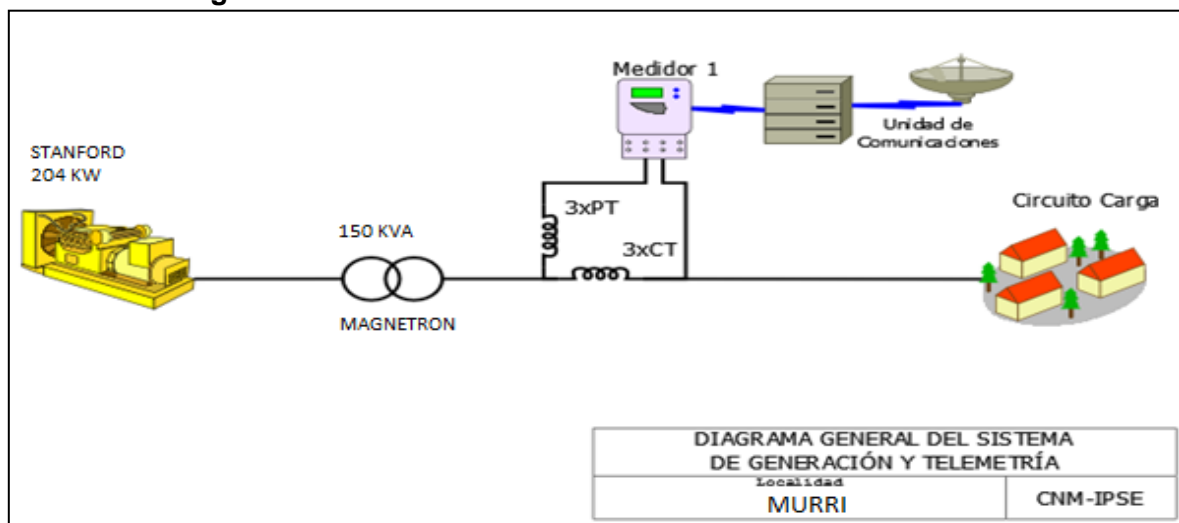 Medidor 1
Unidad de
Comunicaciones
STANFORD
204 KW
3xPT
Circuito Carga
150 KVA
3xCT
MAGNETRON
DIAGRAMA GENERAL DEL SISTEMA
DE GENERACIÓN Y TELEMETRÍA
Localidad
MURRI
CNM-IPSE